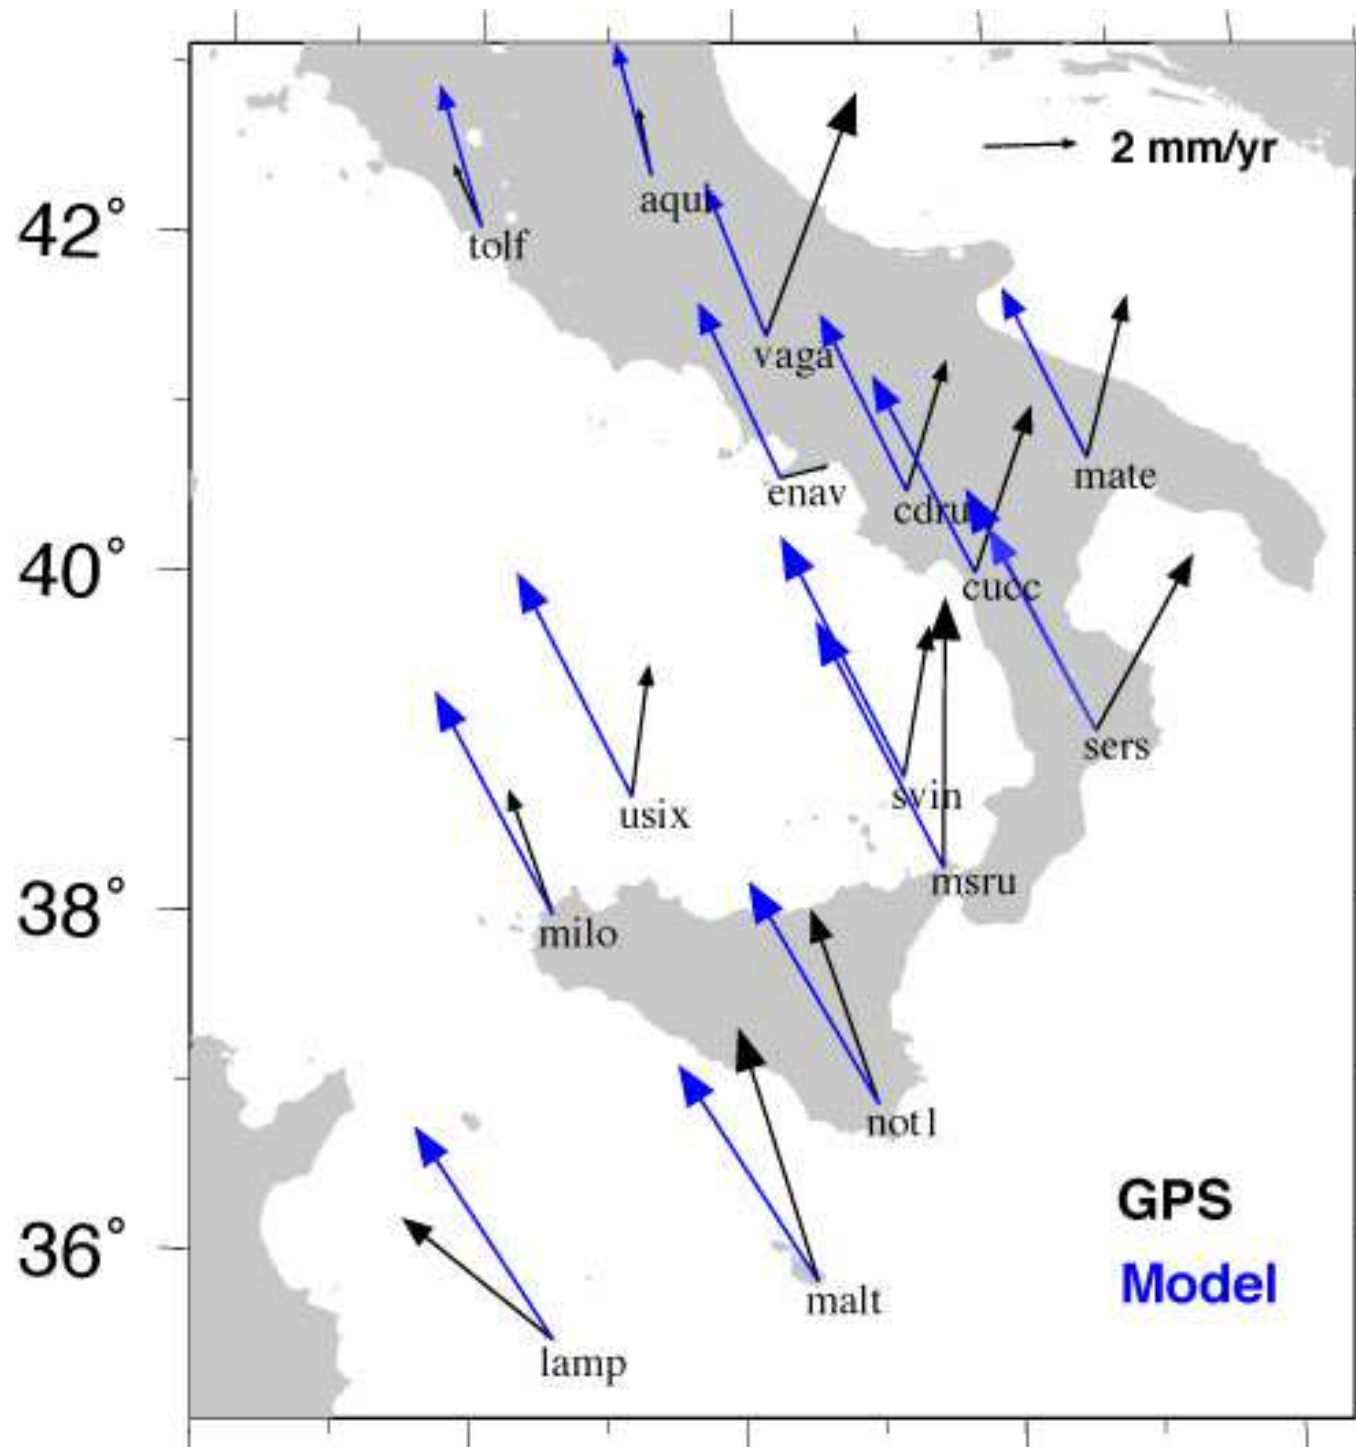 2 mm/yr
aqui
42°
tolf
vaga
mate
enav
cdru
40°
cucc
sers
svin
usix
msru
38°
milo
not1
GPS
36°
Model
malt
lamp